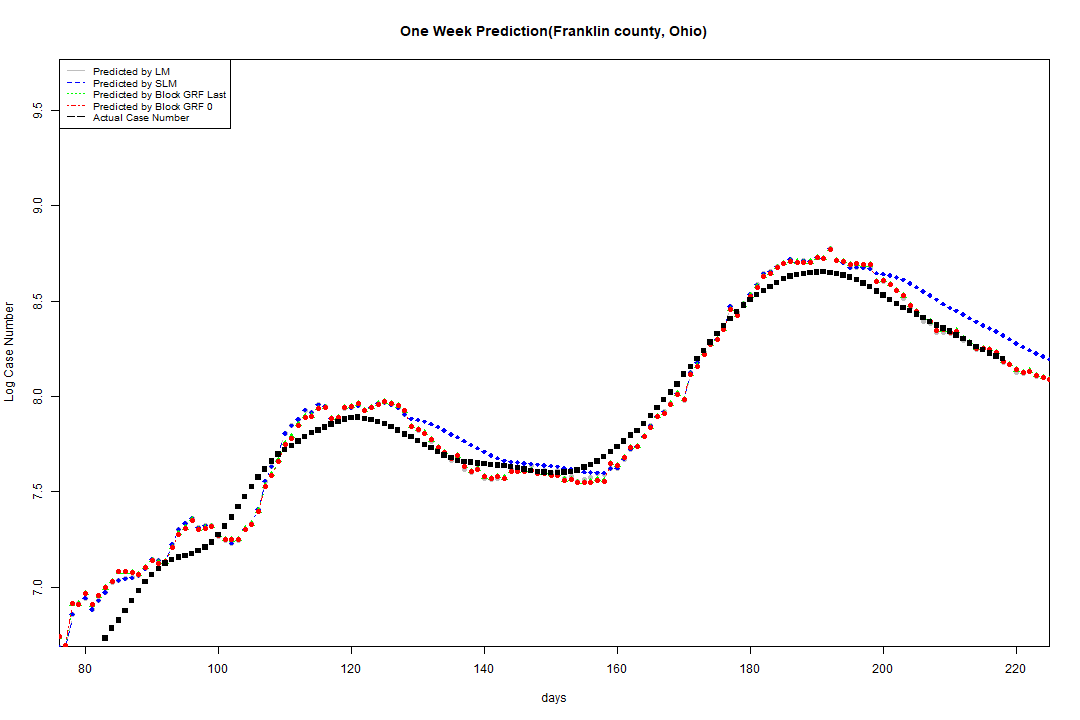 One Week Prediction(Franklin county, Ohio)
Predicted by LM
Predicted by SLM
Predicted by Block GRF Last
Predicted by Block GRF 0
Actual Case Number
9.5
9.0
8.5
8.0
7.5
7.0
Log Case Number
80 100 120 140 160 180 200 220
days